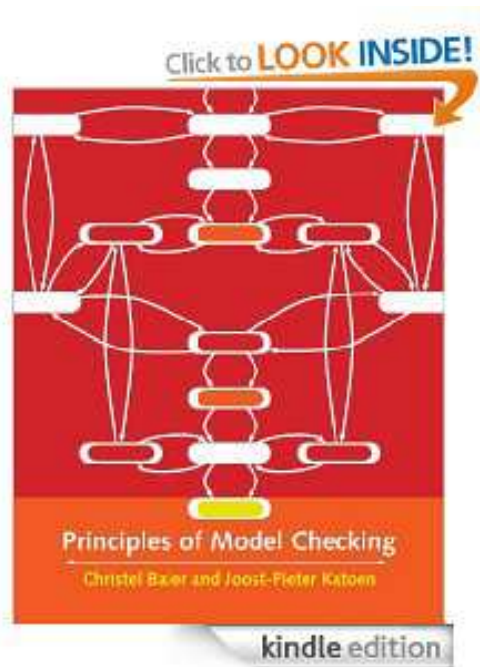 Click to LOOK INSIDE!
Principles of Model Checking
Christel Baier and Joost-Pieter Katoen
kindle edition